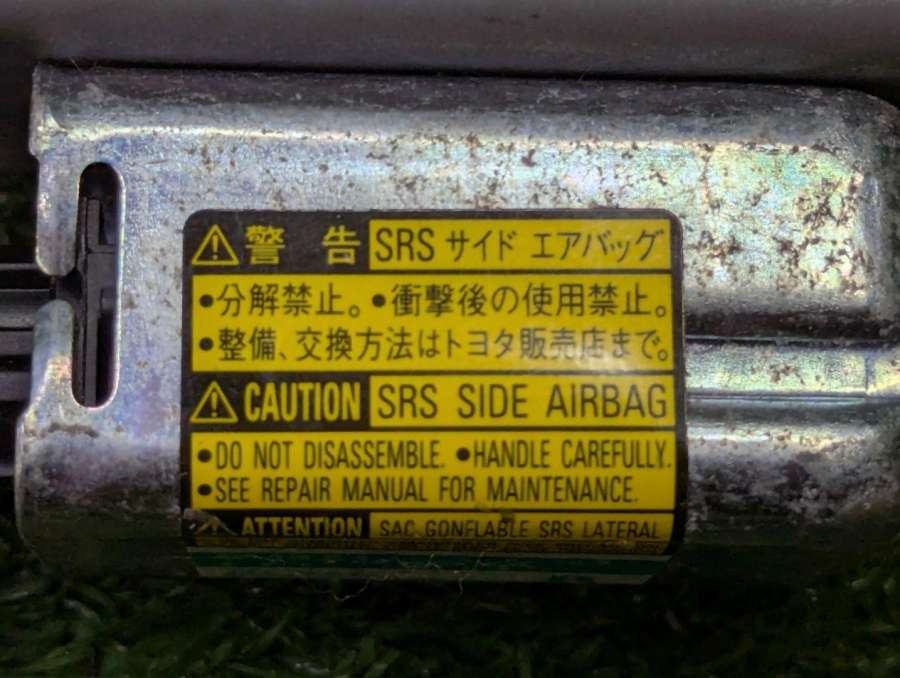 警 告 SRS サイド エアバッグ
•分解禁止。•衝撃後の使用禁止。
•整備、交換方法はトヨタ販売店まで。
CAUTION SRS SIDE AIRBAG
•DO NOT DISASSEMBLE. •HANDLE CAREFULLY.
•SEE REPAIR MANUAL FOR MAINTENANCE.
ATTENTION SAC GONFLABLE SRS LATERAL